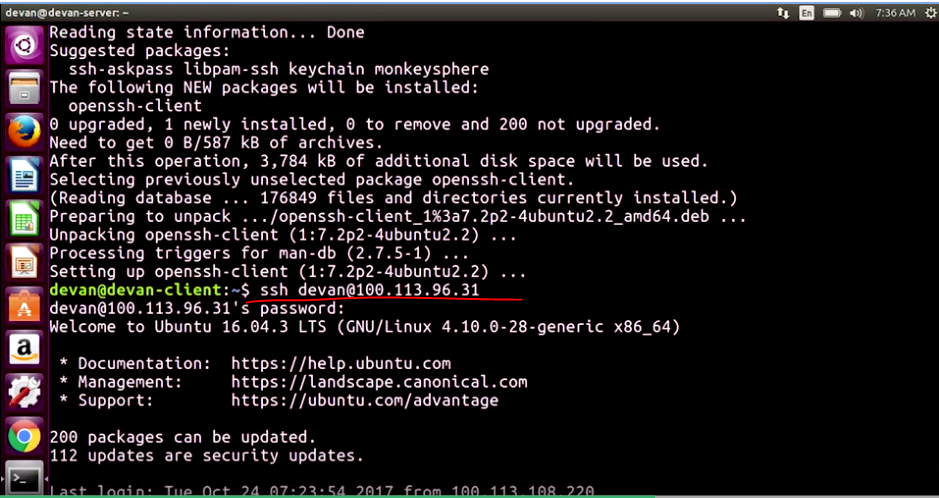 devan@devan-server: ~
En
7:36 AM
Reading state information... Done
Suggested packages:
  ssh-askpass libpam-ssh keychain monkeysphere
The following NEW packages will be installed:
  openssh-client
0 upgraded, 1 newly installed, 0 to remove and 200 not upgraded.
Need to get 0 B/587 kB of archives.
After this operation, 3,784 kB of additional disk space will be used.
Selecting previously unselected package openssh-client.
(Reading database ... 176849 files and directories currently installed.)
Preparing to unpack .../openssh-client_1%3a7.2p2-4ubuntu2.2_amd64.deb ...
Unpacking openssh-client (1:7.2p2-4ubuntu2.2) ...
Processing triggers for man-db (2.7.5-1) ...
Setting up openssh-client (1:7.2p2-4ubuntu2.2) ...
devan@devan-client:~$ ssh devan@100.113.96.31
devan@100.113.96.31's password:
Welcome to Ubuntu 16.04.3 LTS (GNU/Linux 4.10.0-28-generic x86_64)
 * Documentation:  https://help.ubuntu.com
 * Management:     https://landscape.canonical.com
 * Support:        https://ubuntu.com/advantage
200 packages can be updated.
112 updates are security updates.
Last login: Tue Oct 24 07:23:54 2017 from 100.113.108.220